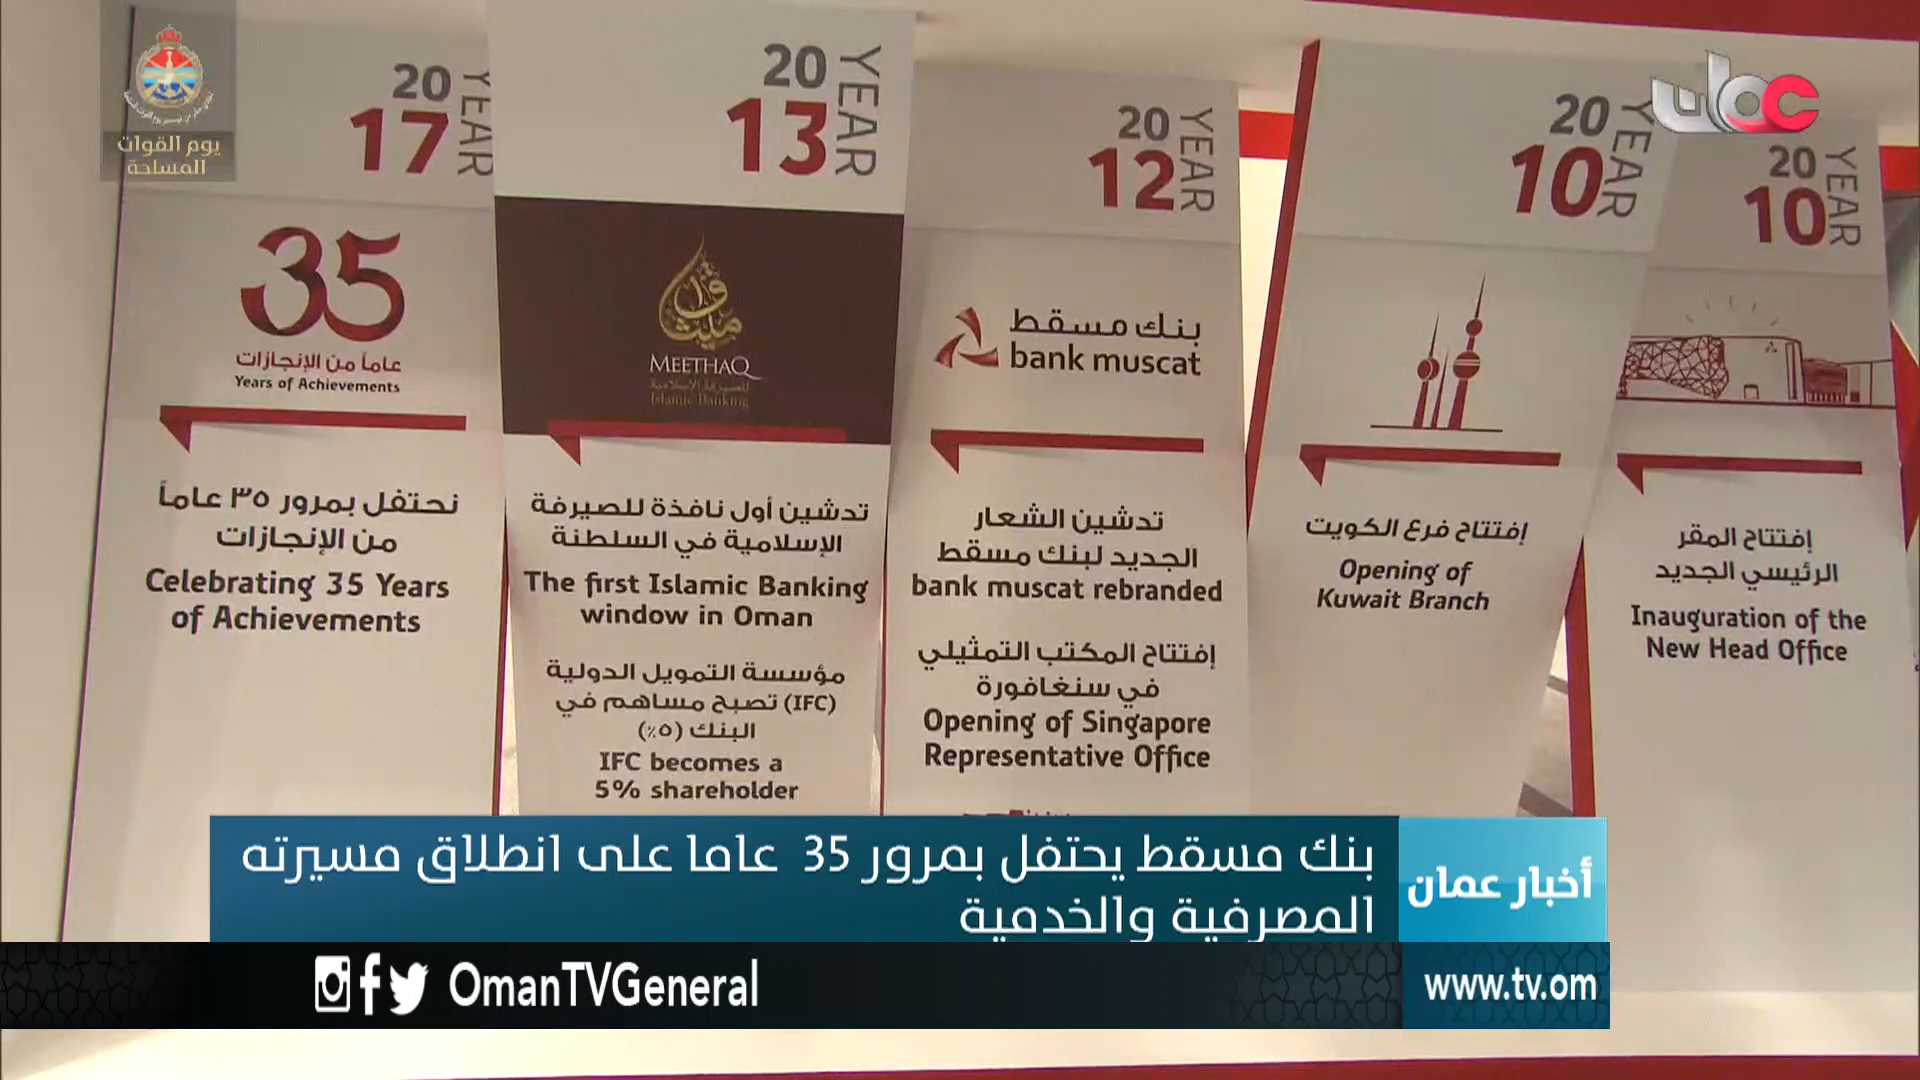 يوم القوات
المسلحة
عمان
20
17
YEAR
35
عاماً من الإنجازات
Years of Achievements
نحتفل بمرور ٣٥ عاماً
من الإنجازات
Celebrating 35 Years
of Achievements
20
13
YEAR
ميثاق
MEETHAQ
للصيرفة الإسلامية
Islamic Banking
تدشين أول نافذة للصيرفة
الإسلامية في السلطنة
The first Islamic Banking
window in Oman
مؤسسة التمويل الدولية
(IFC) تصبح مساهم في
البنك (٥٪)
IFC becomes a
5% shareholder
20
12
YEAR
بنك مسقط
bank muscat
تدشين الشعار
الجديد لبنك مسقط
bank muscat rebranded
إفتتاح المكتب التمثيلي
في سنغافورة
Opening of Singapore
Representative Office
20
10
YEAR
إفتتاح فرع الكويت
Opening of
Kuwait Branch
20
10
YEAR
إفتتاح المقر
الرئيسي الجديد
Inauguration of the
New Head Office
أخبار عمان
بنك مسقط يحتفل بمرور 35 عاما على انطلاق مسيرته
المصرفية والخدمية
OmanTVGeneral
www.tv.om